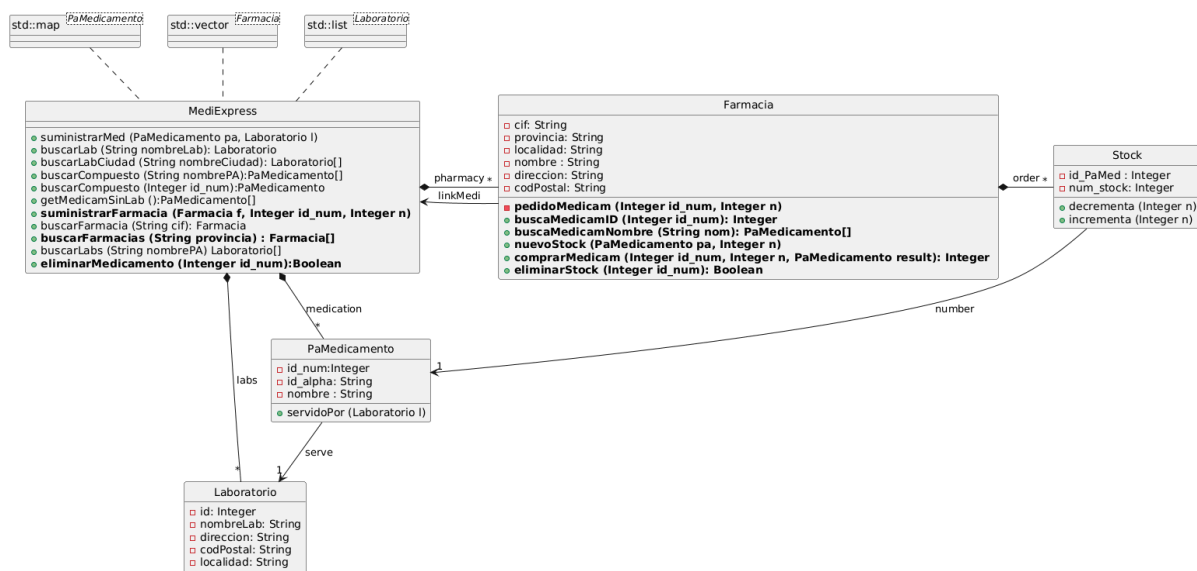 std::map PaMedicamento
std::vector Farmacia
std::list Laboratorio
MediExpress
suministrarMed (PaMedicamento pa, Laboratorio l)
buscarLab (String nombreLab): Laboratorio
buscarLabCiudad (String nombreCiudad): Laboratorio[]
buscarCompuesto (String nombrePA):PaMedicamento[]
buscarCompuesto (Integer id_num):PaMedicamento
getMedicamSinLab ():PaMedicamento[]
suministrarFarmacia (Farmacia f, Integer id_num, Integer n)
buscarFarmacia (String cif): Farmacia
buscarFarmacias (String provincia) : Farmacia[]
buscarLabs (String nombrePA) Laboratorio[]
eliminarMedicamento (Intenger id_num):Boolean
pharmacy *
linkMedi
Farmacia
cif: String
provincia: String
localidad: String
nombre : String
direccion: String
codPostal: String
pedidoMedicam (Integer id_num, Integer n)
buscaMedicamID (Integer id_num): Integer
buscaMedicamNombre (String nom): PaMedicamento[]
nuevoStock (PaMedicamento pa, Integer n)
comprarMedicam (Integer id_num, Integer n, PaMedicamento result): Integer
eliminarStock (Integer id_num): Boolean
order *
Stock
id_PaMed : Integer
num_stock: Integer
decrementa (Integer n)
incrementa (Integer n)
medication
*
number
1
PaMedicamento
id_num:Integer
id_alpha: String
nombre : String
servidoPor (Laboratorio l)
labs
*
serve
1
Laboratorio
id: Integer
nombreLab: String
direccion: String
codPostal: String
localidad: String